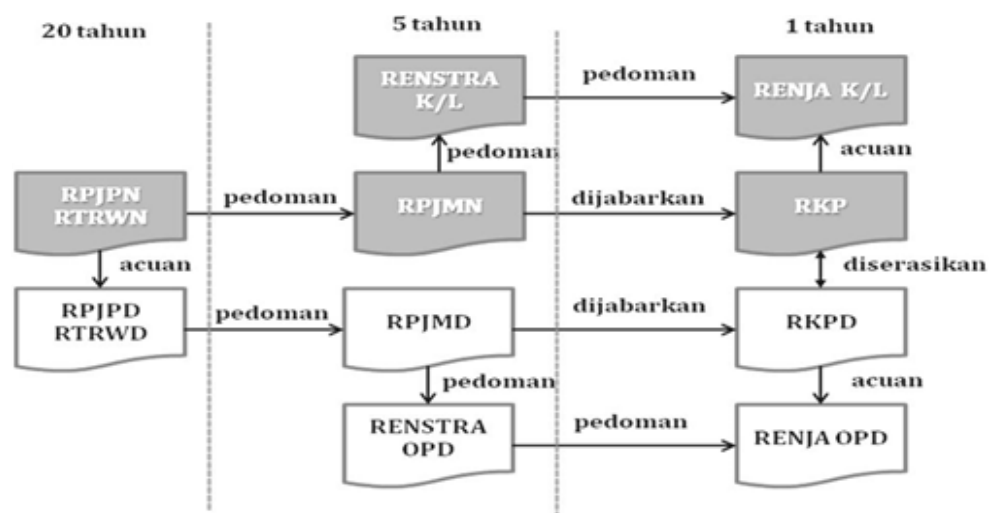 20 tahun
5 tahun
1 tahun
RENSTRA
K/L
pedoman
RENJA K/L
pedoman
acuan
RPJPN
RTRWN
pedoman
RPJMN
dijabarkan
RKP
acuan
diserasikan
RPJPD
RTRWD
pedoman
RPJMD
dijabarkan
RKPD
pedoman
acuan
RENSTRA
OPD
pedoman
RENJA OPD